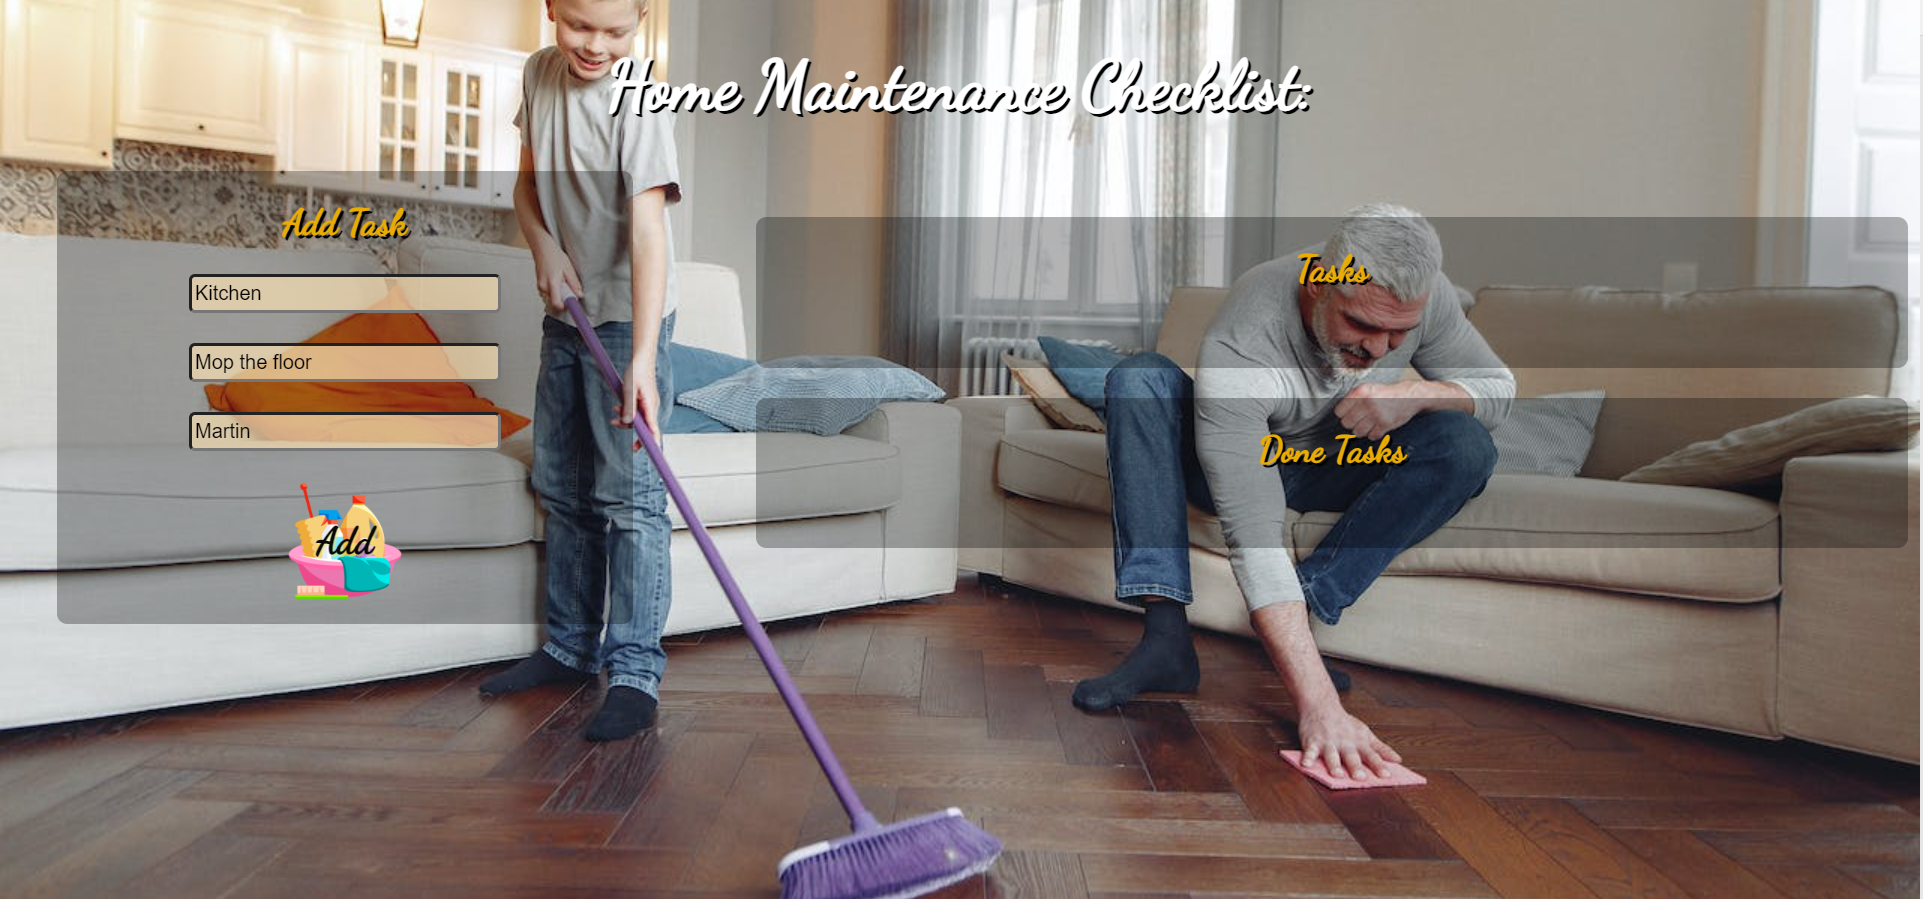 Home Maintenance Checklist:
Add Task
Kitchen
Mop the floor
Martin
Add
Tasks
Done Tasks